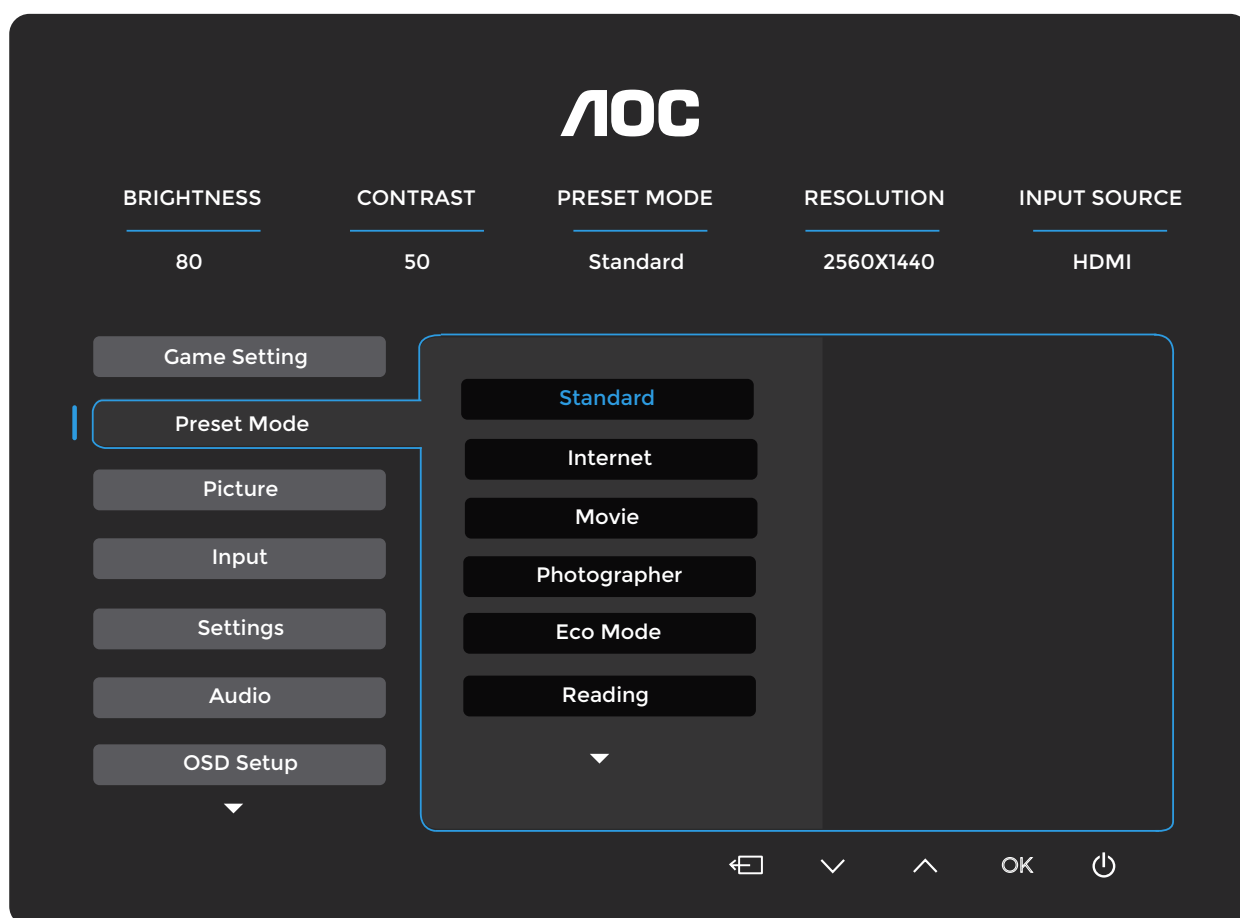 AOC
BRIGHTNESS CONTRAST PRESET MODE RESOLUTION INPUT SOURCE
80 50 Standard 2560X1440 HDMI
Game Setting
Preset Mode
Picture
Input
Settings
Audio
OSD Setup
Standard
Internet
Movie
Photographer
Eco Mode
Reading
OK